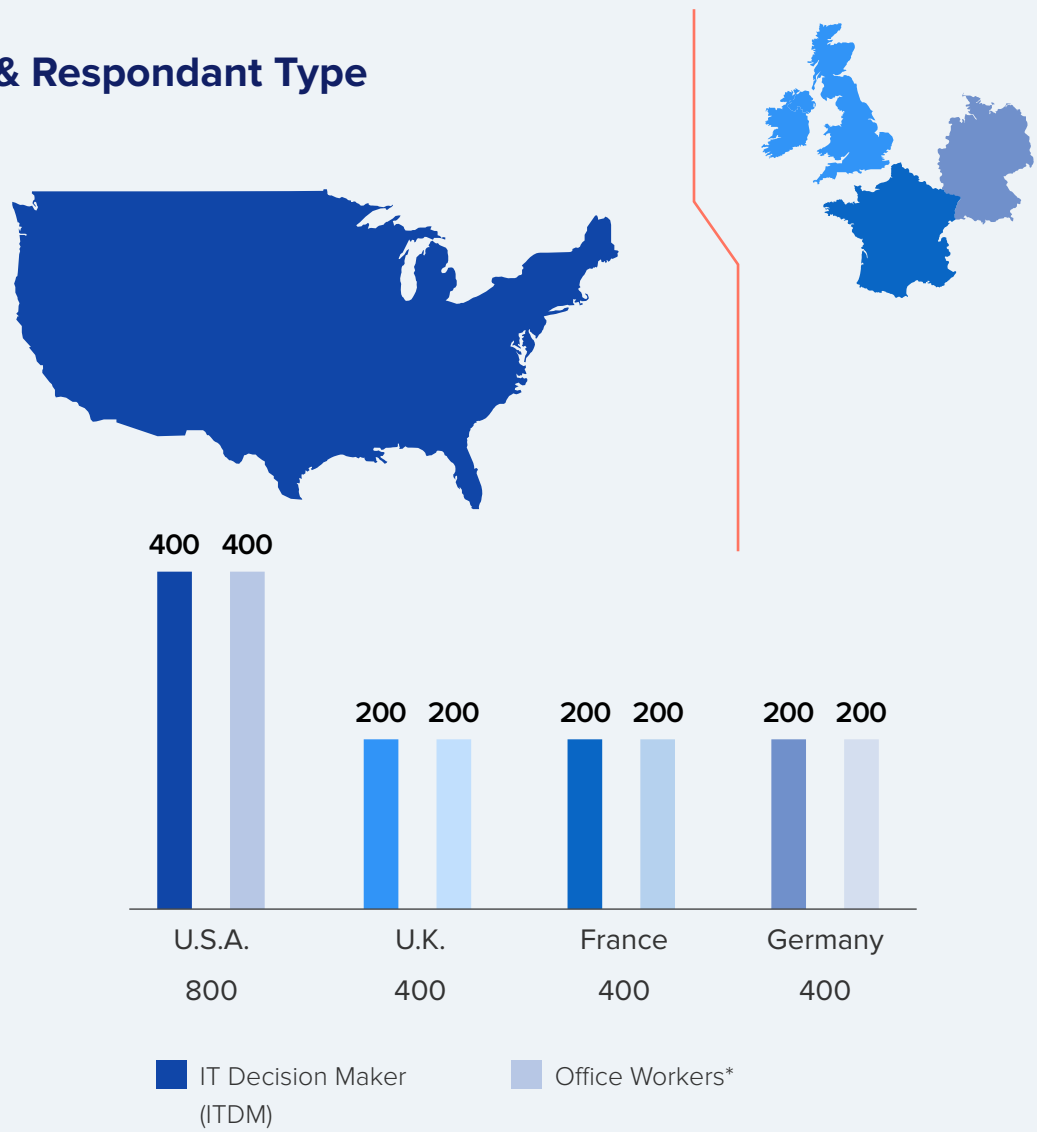 & Respondant Type
400 400
200 200 200 200 200 200
U.S.A. U.K. France Germany
800 400 400 400
IT Decision Maker Office Workers*
(ITDM)